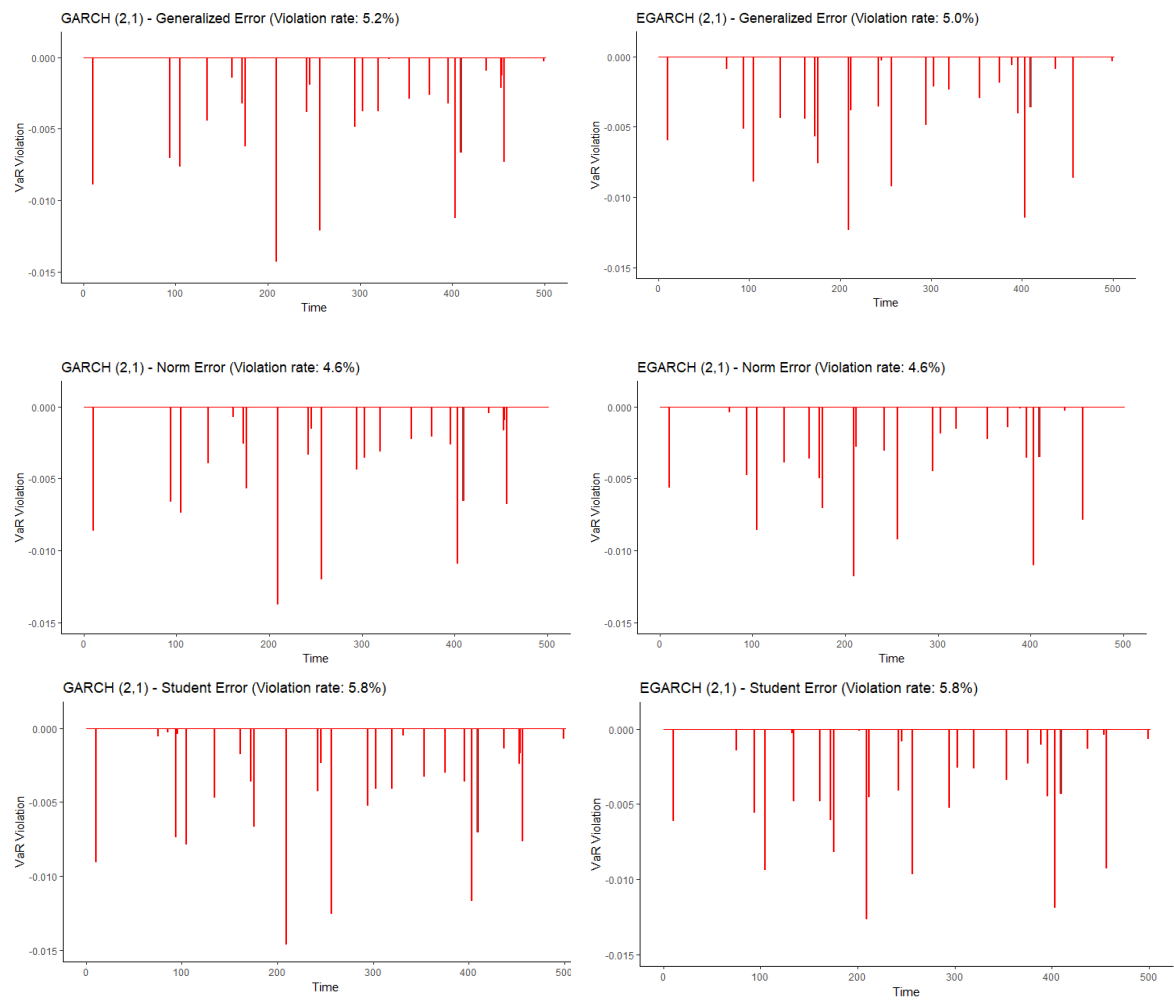 GARCH (2,1) - Generalized Error (Violation rate: 5.2%)
0.000
-0.005
-0.010
-0.015
VaR Violation
0 100 200 300 400 500
Time
EGARCH (2,1) - Generalized Error (Violation rate: 5.0%)
0.000
-0.005
-0.010
-0.015
VaR Violation
0 100 200 300 400 500
Time
GARCH (2,1) - Norm Error (Violation rate: 4.6%)
0.000
-0.005
-0.010
-0.015
VaR Violation
0 100 200 300 400 500
Time
EGARCH (2,1) - Norm Error (Violation rate: 4.6%)
0.000
-0.005
-0.010
-0.015
VaR Violation
0 100 200 300 400 500
Time
GARCH (2,1) - Student Error (Violation rate: 5.8%)
0.000
-0.005
-0.010
-0.015
VaR Violation
0 100 200 300 400 500
Time
EGARCH (2,1) - Student Error (Violation rate: 5.8%)
0.000
-0.005
-0.010
-0.015
VaR Violation
0 100 200 300 400 500
Time